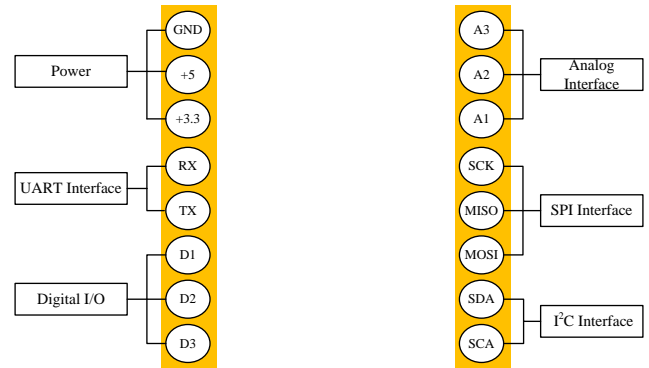 GND
+5
+3.3
Power
RX
TX
UART Interface
D1
D2
D3
Digital I/O
A3
A2
A1
Analog
Interface
SCK
MISO
MOSI
SPI Interface
SDA
SCA
I²C Interface